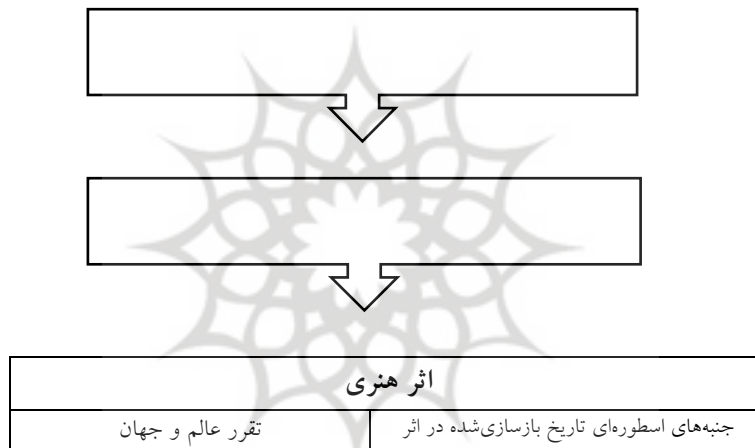 اثر هنری
جنبه‌های اسطوره‌ای تاریخ بازسازی‌شده در اثر
تقرر عالم و جهان